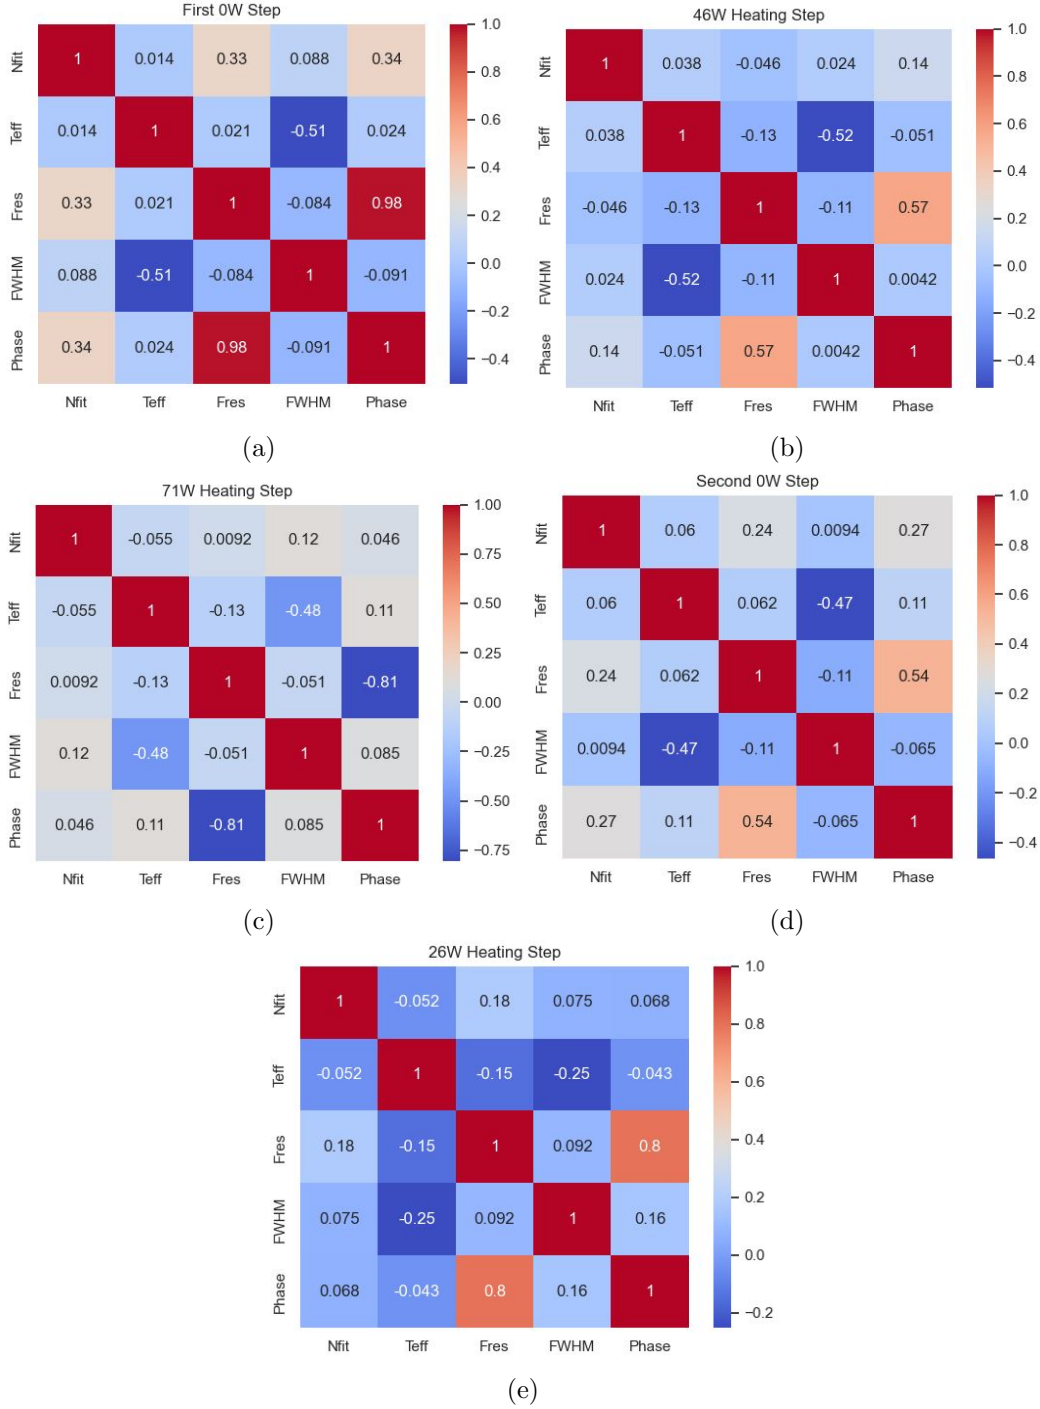 First 0W Step
Nfit 1 0.014 0.33 0.088 0.34
Teff 0.014 1 0.021 -0.51 0.024
Fres 0.33 0.021 1 -0.084 0.98
FWHM 0.088 -0.51 -0.084 1 -0.091
Phase 0.34 0.024 0.98 -0.091 1
Nfit Teff Fres FWHM Phase
1.0
0.8
0.6
0.4
0.2
0.0
−0.2
−0.4
(a)
46W Heating Step
Nfit 1 0.038 -0.046 0.024 0.14
Teff 0.038 1 -0.13 -0.52 -0.051
Fres -0.046 -0.13 1 -0.11 0.57
FWHM 0.024 -0.52 -0.11 1 0.0042
Phase 0.14 -0.051 0.57 0.0042 1
Nfit Teff Fres FWHM Phase
1.0
0.8
0.6
0.4
0.2
0.0
−0.2
−0.4
(b)
71W Heating Step
Nfit 1 -0.055 0.0092 0.12 0.046
Teff -0.055 1 -0.13 -0.48 0.11
Fres 0.0092 -0.13 1 -0.051 -0.81
FWHM 0.12 -0.48 -0.051 1 0.085
Phase 0.046 0.11 -0.81 0.085 1
Nfit Teff Fres FWHM Phase
1.00
0.75
0.50
0.25
0.00
−0.25
−0.50
−0.75
(c)
Second 0W Step
Nfit 1 0.06 0.24 0.0094 0.27
Teff 0.06 1 0.062 -0.47 0.11
Fres 0.24 0.062 1 -0.11 0.54
FWHM 0.0094 -0.47 -0.11 1 -0.065
Phase 0.27 0.11 0.54 -0.065 1
Nfit Teff Fres FWHM Phase
1.0
0.8
0.6
0.4
0.2
0.0
−0.2
−0.4
(d)
26W Heating Step
Nfit 1 -0.052 0.18 0.075 0.068
Teff -0.052 1 -0.15 -0.25 -0.043
Fres 0.18 -0.15 1 0.092 0.8
FWHM 0.075 -0.25 0.092 1 0.16
Phase 0.068 -0.043 0.8 0.16 1
Nfit Teff Fres FWHM Phase
1.0
0.8
0.6
0.4
0.2
0.0
−0.2
(e)